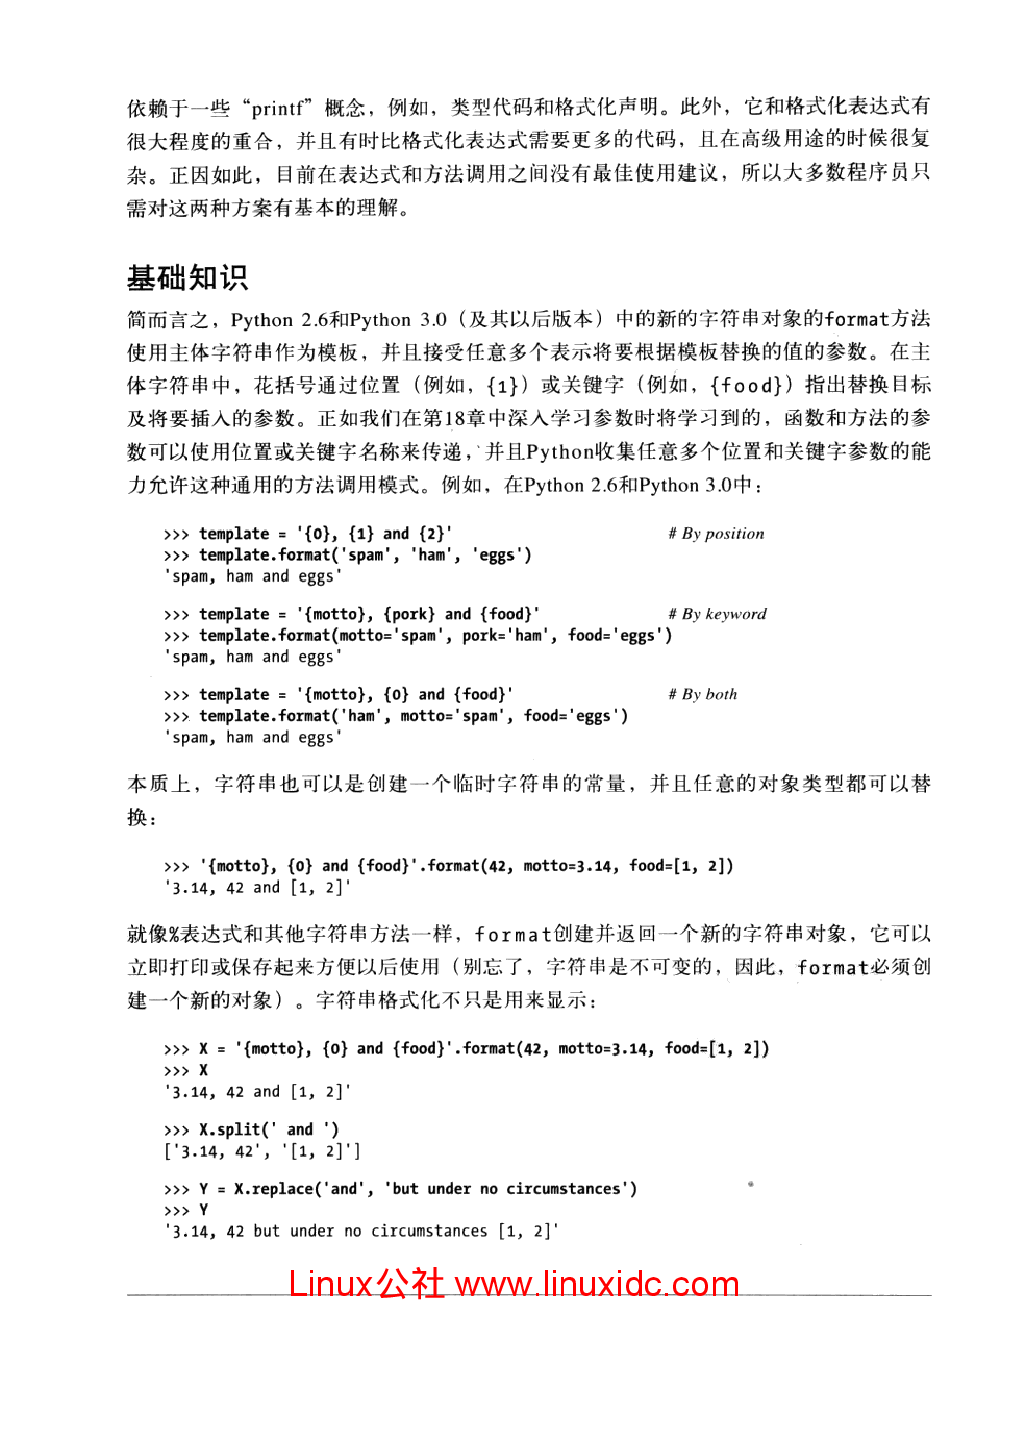 依赖于一些“printf”概念，例如，类型代码和格式化声明。此外，它和格式化表达式有
很大程度的重合，并且有时比格式化表达式需要更多的代码，且在高级用途的时候很复
杂。正因如此，目前在表达式和方法调用之间没有最佳使用建议，所以大多数程序员只
需对这两种方案有基本的理解。
基础知识
简而言之，Python 2.6和Python 3.0（及其以后版本）中的新的字符串对象的format方法
使用主体字符串作为模板，并且接受任意多个表示将要根据模板替换的值的参数。在主
体字符串中，花括号通过位置（例如，{1}）或关键字（例如，{food}）指出替换目标
及将要插入的参数。正如我们在第18章中深入学习参数时将学习到的，函数和方法的参
数可以使用位置或关键字名称来传递，并且Python收集任意多个位置和关键字参数的能
力允许这种通用的方法调用模式。例如，在Python 2.6和Python 3.0中：
>>> template = '{0}, {1} and {2}' # By position
>>> template.format('spam', 'ham', 'eggs')
'spam, ham and eggs'
>>> template = '{motto}, {pork} and {food}' # By keyword
>>> template.format(motto='spam', pork='ham', food='eggs')
'spam, ham and eggs'
>>> template = '{motto}, {0} and {food}' # By both
>>> template.format('ham', motto='spam', food='eggs')
'spam, ham and eggs'
本质上，字符串也可以是创建一个临时字符串的常量，并且任意的对象类型都可以替
换：
>>> '{motto}, {0} and {food}'.format(42, motto=3.14, food=[1, 2])
'3.14, 42 and [1, 2]'
就像%表达式和其他字符串方法一样，format创建并返回一个新的字符串对象，它可以
立即打印或保存起来方便以后使用（别忘了，字符串是不可变的，因此，format必须创
建一个新的对象）。字符串格式化不只是用来显示：
>>> X = '{motto}, {0} and {food}'.format(42, motto=3.14, food=[1, 2])
>>> X
'3.14, 42 and [1, 2]'
>>> X.split(' and ')
['3.14, 42', '[1, 2]']
>>> Y = X.replace('and', 'but under no circumstances')
>>> Y
'3.14, 42 but under no circumstances [1, 2]'
Linux公社 www.linuxidc.com